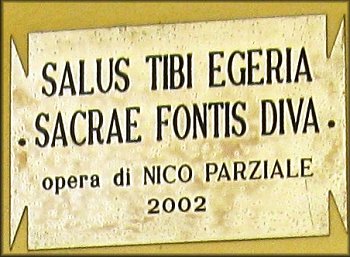 SALUS TIBI EGERIA
• SACRAE FONTIS DIVA •
opera di NICO PARZIALE
2002